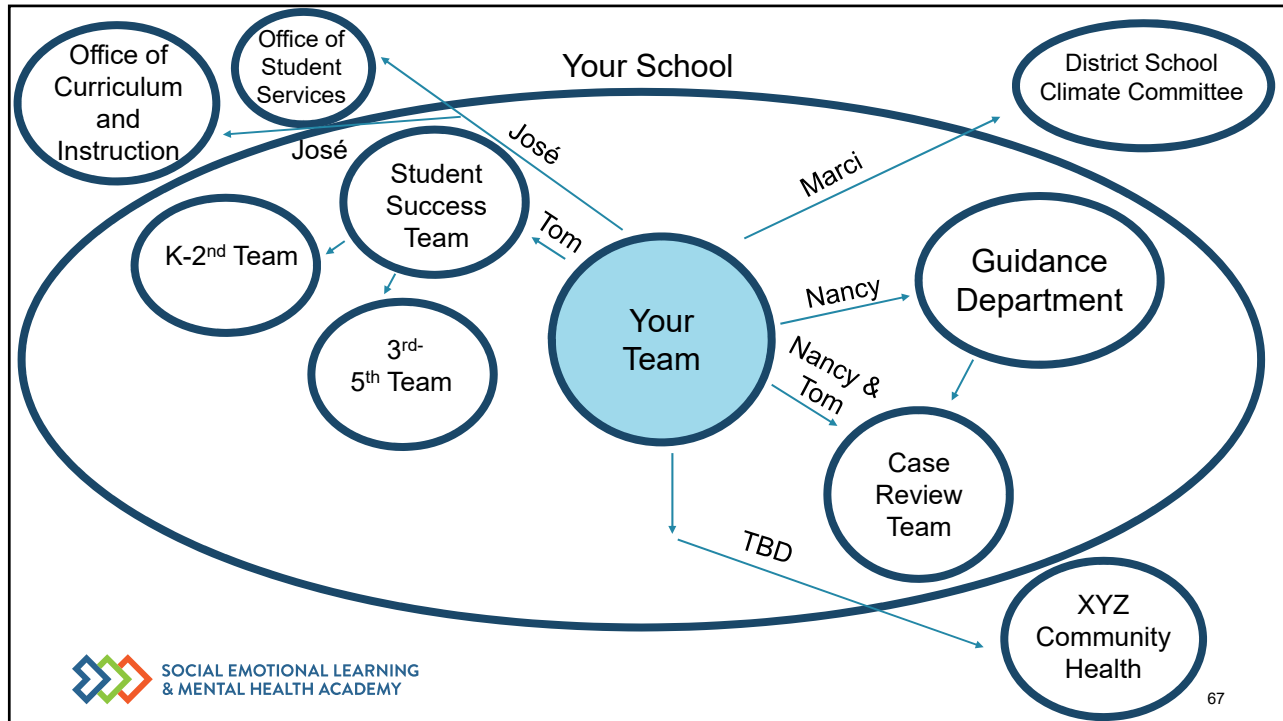 Office of
Curriculum
and
Instruction
Office of
Student
Services
Your School
District School
Climate Committee
José
José
Marci
Student
Success
Team
Tom
K-2nd Team
3rd-
5th Team
Your
Team
Nancy
Guidance
Department
Nancy &
Tom
Case
Review
Team
TBD
XYZ
Community
Health
SOCIAL EMOTIONAL LEARNING
& MENTAL HEALTH ACADEMY
67